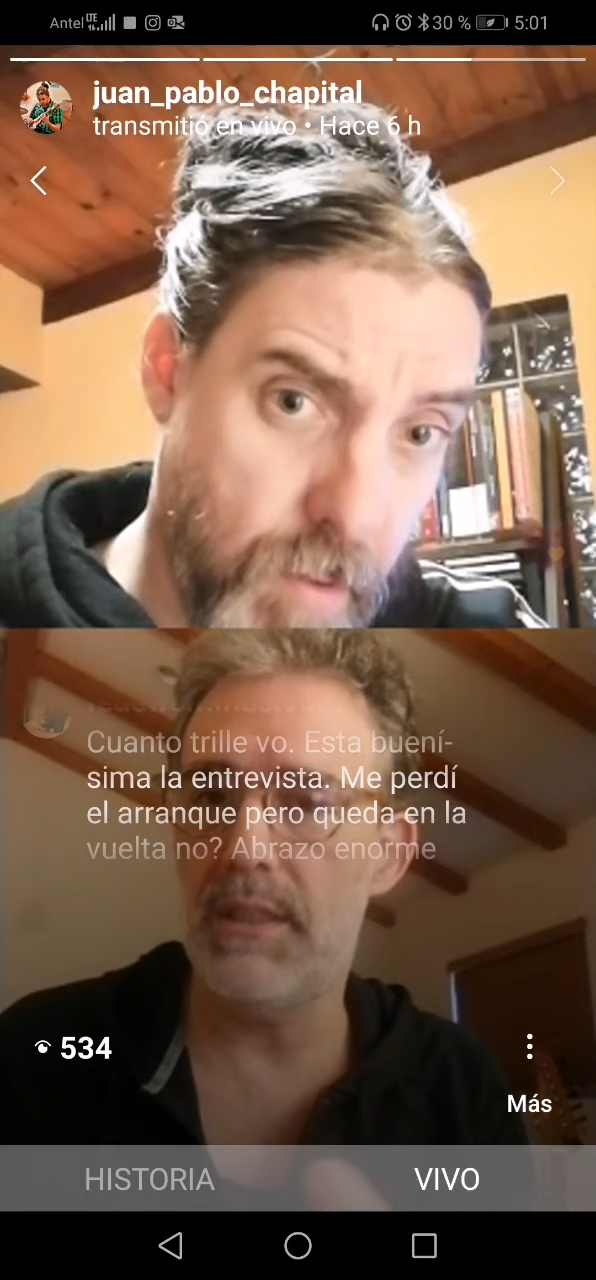 Antel LTE 30 % 5:01
juan_pablo_chapital
transmitió en vivo • Hace 6 h
Cuanto trille vo. Esta buení-
sima la entrevista. Me perdí
el arranque pero queda en la
vuelta no? Abrazo enorme
534
Más
HISTORIA
VIVO